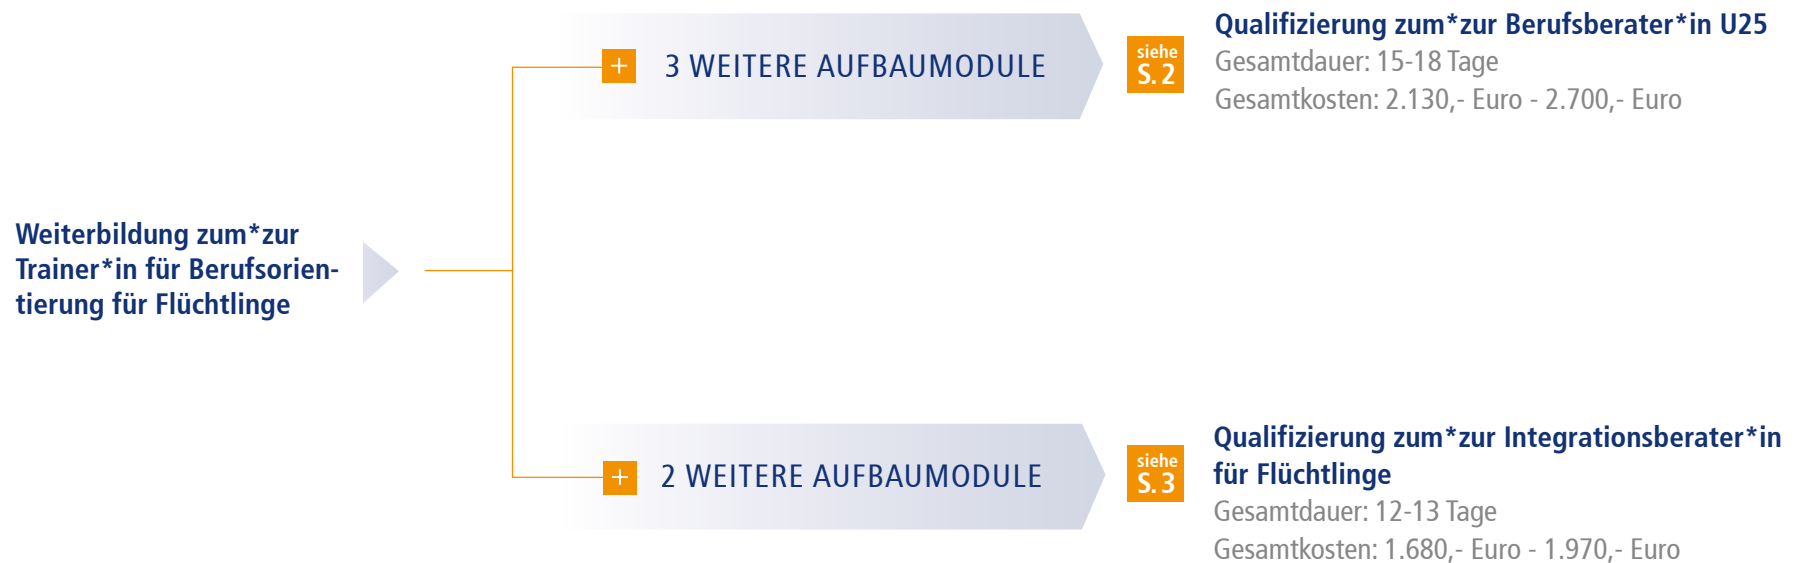 Weiterbildung zum*zur
Trainer*in für Berufsorien-
tierung für Flüchtlinge
+
3 WEITERE AUFBAUMODULE
siehe
S. 2
Qualifizierung zum*zur Berufsberater*in U25
Gesamtdauer: 15-18 Tage
Gesamtkosten: 2.130,- Euro - 2.700,- Euro
+
2 WEITERE AUFBAUMODULE
siehe
S. 3
Qualifizierung zum*zur Integrationsberater*in
für Flüchtlinge
Gesamtdauer: 12-13 Tage
Gesamtkosten: 1.680,- Euro - 1.970,- Euro